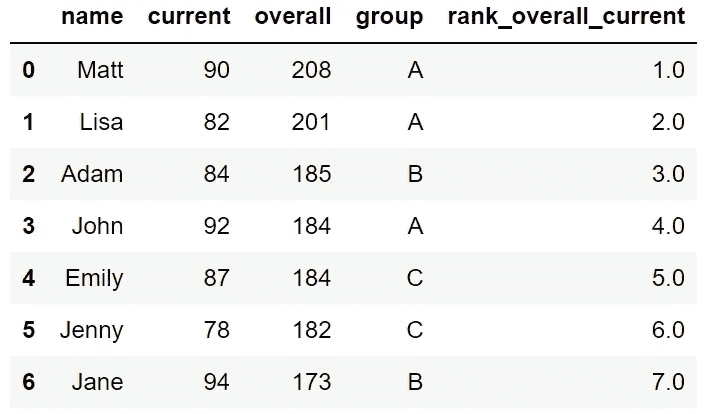 name current overall group rank_overall_current
0 Matt 90 208 A 1.0
1 Lisa 82 201 A 2.0
2 Adam 84 185 B 3.0
3 John 92 184 A 4.0
4 Emily 87 184 C 5.0
5 Jenny 78 182 C 6.0
6 Jane 94 173 B 7.0